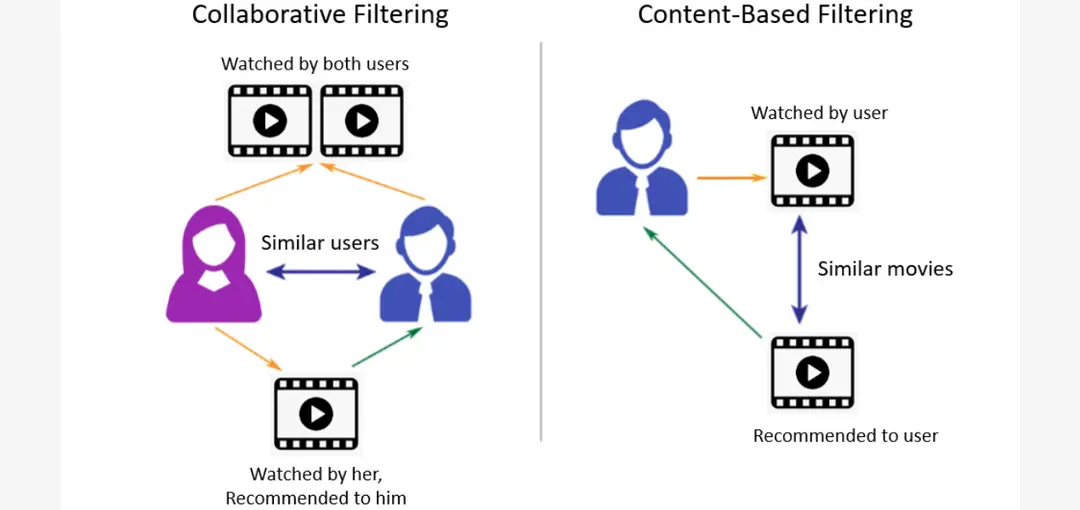 Collaborative Filtering
Watched by both users
Similar users
Watched by her,
Recommended to him
Content-Based Filtering
Watched by user
Similar movies
Recommended to user